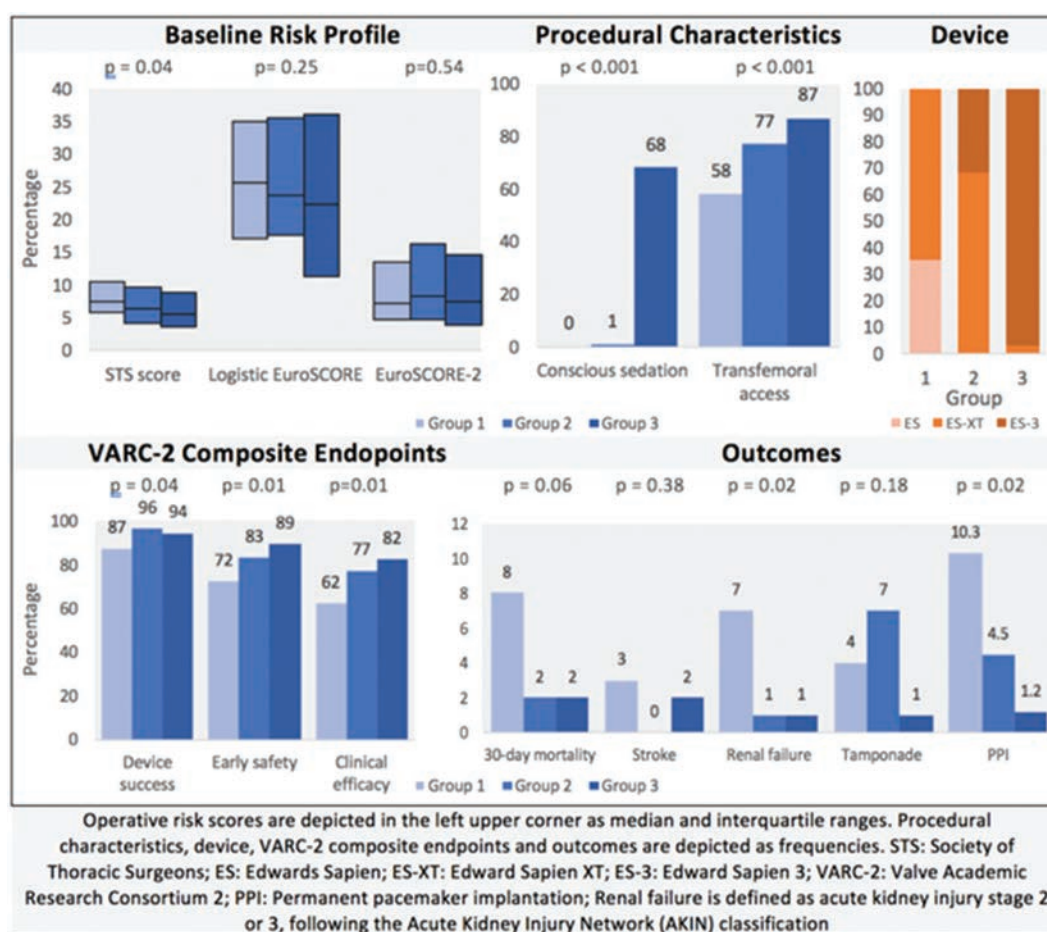 Baseline Risk Profile
p = 0.04 p= 0.25 p=0.54
40
35
30
25
20
15
10
5
0
Percentage
STS score Logistic EuroSCORE EuroSCORE-2
Procedural Characteristics
p < 0.001 p < 0.001
100
80
60
40
20
0
0 1 68 58 77 87
Conscious sedation Transfemoral
access
Group 1 Group 2 Group 3
Device
100
90
80
70
60
50
40
30
20
10
0
1 2 3
Group
ES ES-XT ES-3
VARC-2 Composite Endopoints
p = 0.04 p= 0.01 p=0.01
100
80
60
40
20
0
Percentage
87 96 94 72 83 89 62 77 82
Device
success
Early safety
Clinical
efficacy
Outcomes
p = 0.06 p = 0.38 p = 0.02 p = 0.18 p = 0.02
12
10
8
6
4
2
0
8 2 2 3 0 2 7 1 1 4 7 1 10.3 4.5 1.2
30-day mortality Stroke Renal failure Tamponade PPI
Group 1 Group 2 Group 3
Operative risk scores are depicted in the left upper corner as median and interquartile ranges. Procedural
characteristics, device, VARC-2 composite endpoints and outcomes are depicted as frequencies. STS: Society of
Thoracic Surgeons; ES: Edwards Sapien; ES-XT: Edward Sapien XT; ES-3: Edward Sapien 3; VARC-2: Valve Academic
Research Consortium 2; PPI: Permanent pacemaker implantation; Renal failure is defined as acute kidney injury stage 2
or 3, following the Acute Kidney Injury Network (AKIN) classification